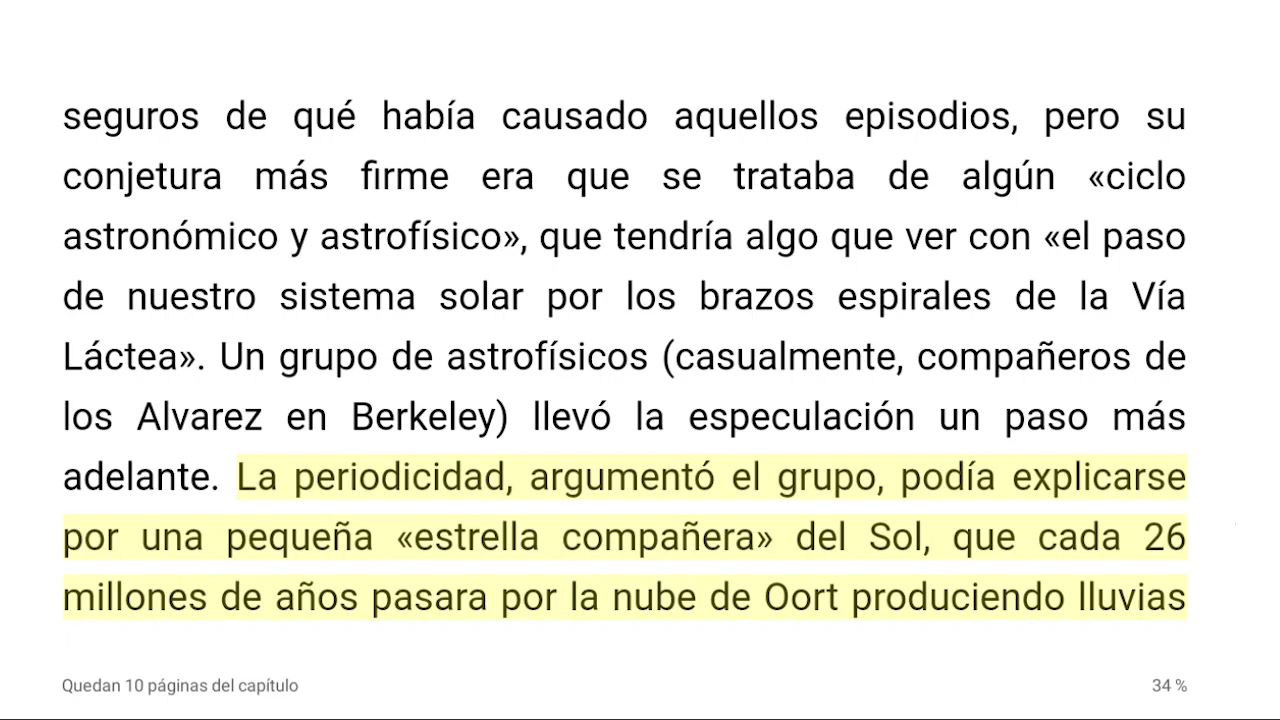 seguros de qué había causado aquellos episodios, pero su
conjetura más firme era que se trataba de algún «ciclo
astronómico y astrofísico», que tendría algo que ver con «el paso
de nuestro sistema solar por los brazos espirales de la Vía
Láctea». Un grupo de astrofísicos (casualmente, compañeros de
los Alvarez en Berkeley) llevó la especulación un paso más
adelante. La periodicidad, argumentó el grupo, podía explicarse
por una pequeña «estrella compañera» del Sol, que cada 26
millones de años pasara por la nube de Oort produciendo lluvias
Quedan 10 páginas del capítulo
34 %